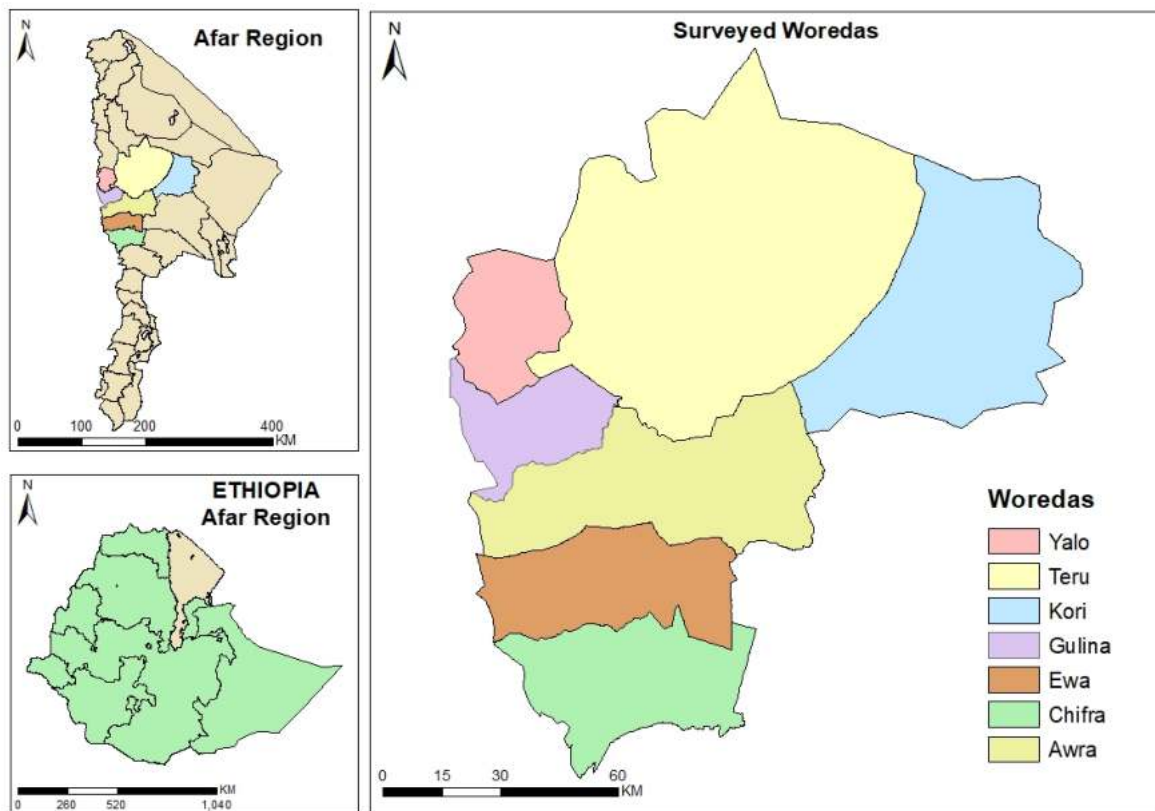 N
Afar Region
0 100 200 400
KM
N
ETHIOPIA
Afar Region
KM
0 260 520 1,040
N
Surveyed Woredas
Woredas
Yalo
Teru
Kori
Gulina
Ewa
Chifra
Awra
0 15 30 60
KM